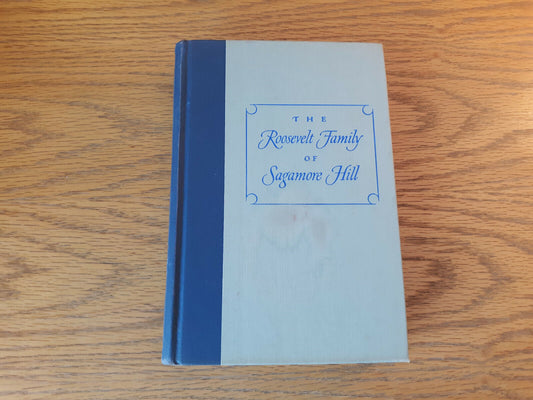 THE
Roosevelt Family
OF
Sagamore Hill